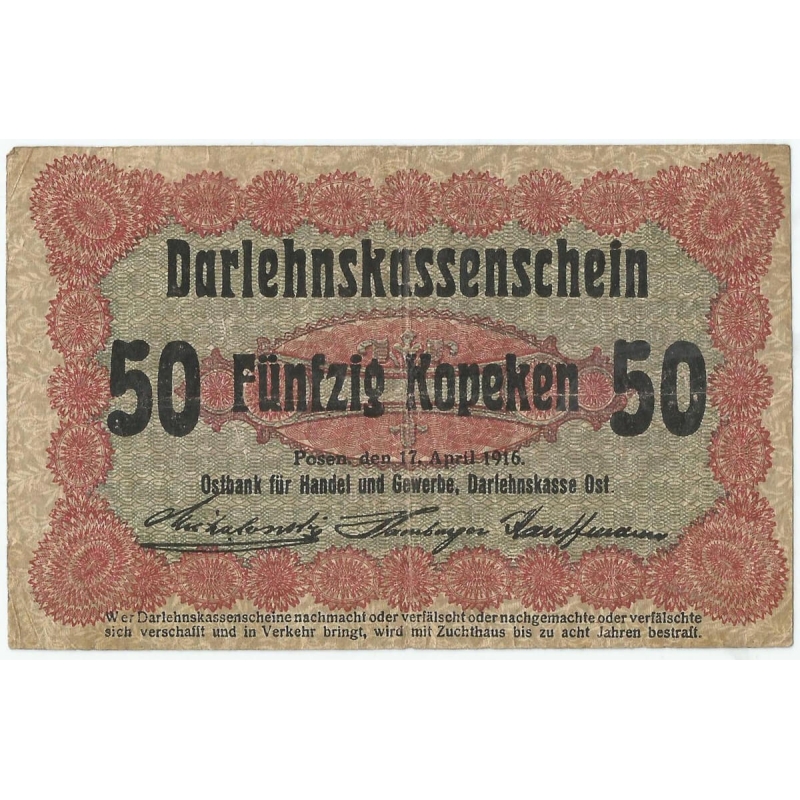 Darlehnskassenschein
50 Fünfzig Kopeken 50
Posen, den 17. April 1916.
Ostbank für Handel und Gewerbe, Darlehnskasse Ost.
Hamburger Kauffmann
Wer Darlehnskassenscheine nachmacht oder verfälscht oder nachgemachte oder verfälschte
sich verschafft und in Verkehr bringt, wird mit Zuchthaus bis zu acht Jahren bestraft.